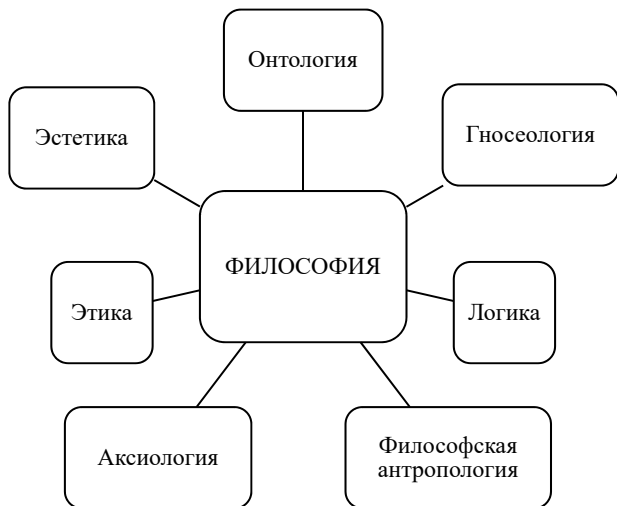 Онтология
Эстетика
Гносеология
ФИЛОСОФИЯ
Этика
Логика
Аксиология
Философская
антропология